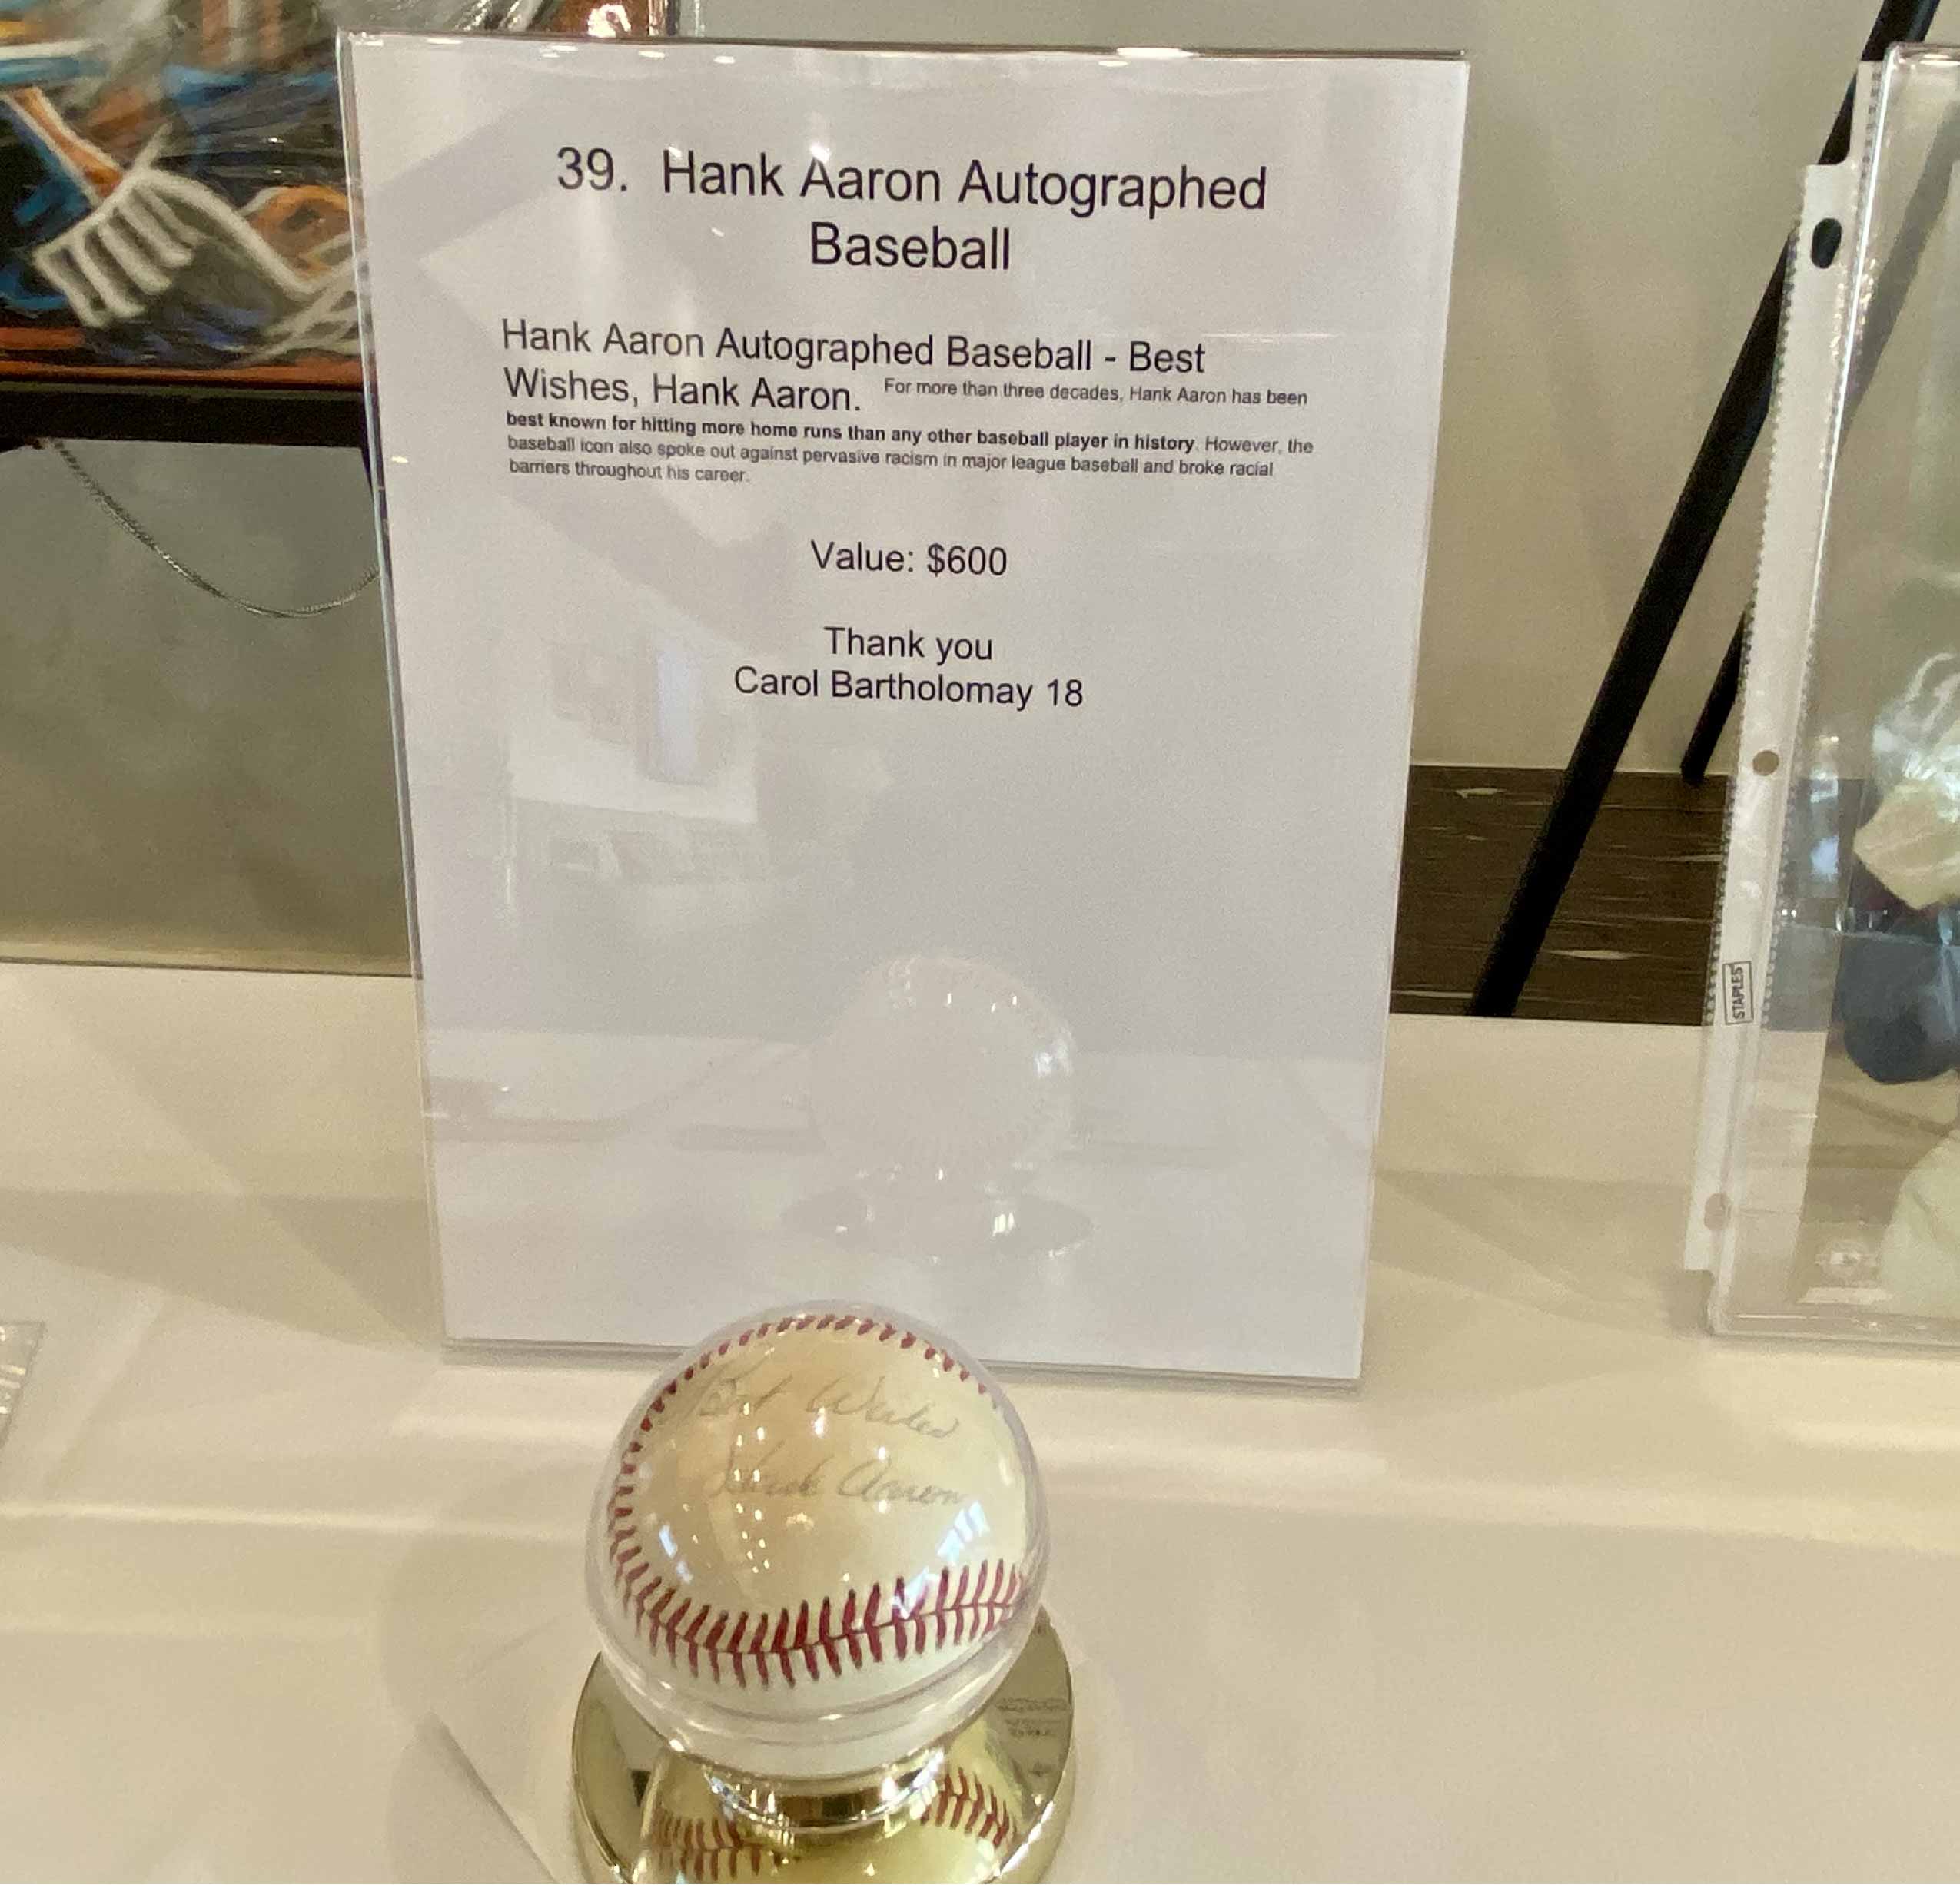 39. Hank Aaron Autographed
Baseball
Hank Aaron Autographed Baseball - Best
Wishes, Hank Aaron. For more than three decades, Hank Aaron has been
best known for hitting more home runs than any other baseball player in history. However, the
baseball icon also spoke out against pervasive racism in major league baseball and broke racial
barriers throughout his career.
Value: $600
Thank you
Carol Bartholomay 18
STAPLES
Best Wishes
Hank Aaron